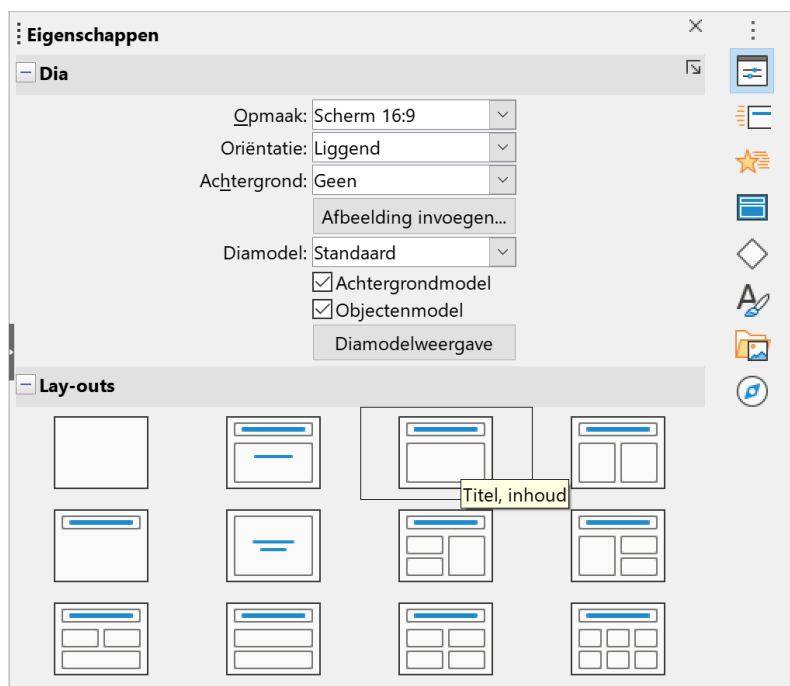 Eigenschappen
Dia
Opmaak: Scherm 16:9
Oriëntatie: Liggend
Achtergrond: Geen
Afbeelding invoegen...
Diamodel: Standaard
Achtergrondmodel
Objectenmodel
Diamodelweergave
Lay-outs
Titel, inhoud